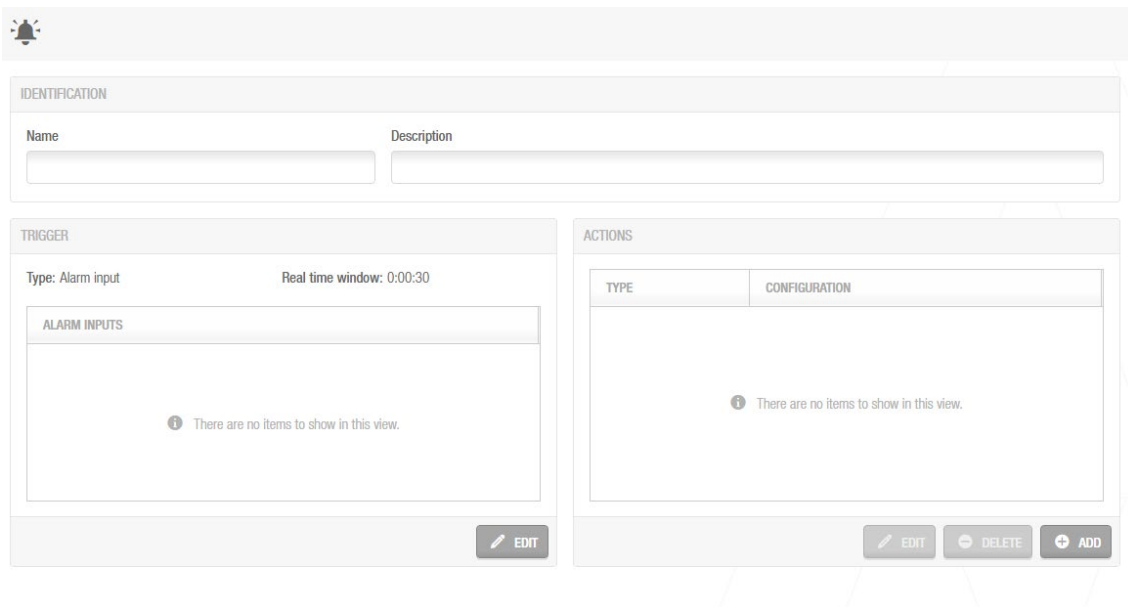 IDENTIFICATION
Name
Description
TRIGGER
Type: Alarm input
Real time window: 0:00:30
ALARM INPUTS
There are no items to show in this view.
EDIT
ACTIONS
TYPE
CONFIGURATION
There are no items to show in this view.
EDIT
DELETE
ADD